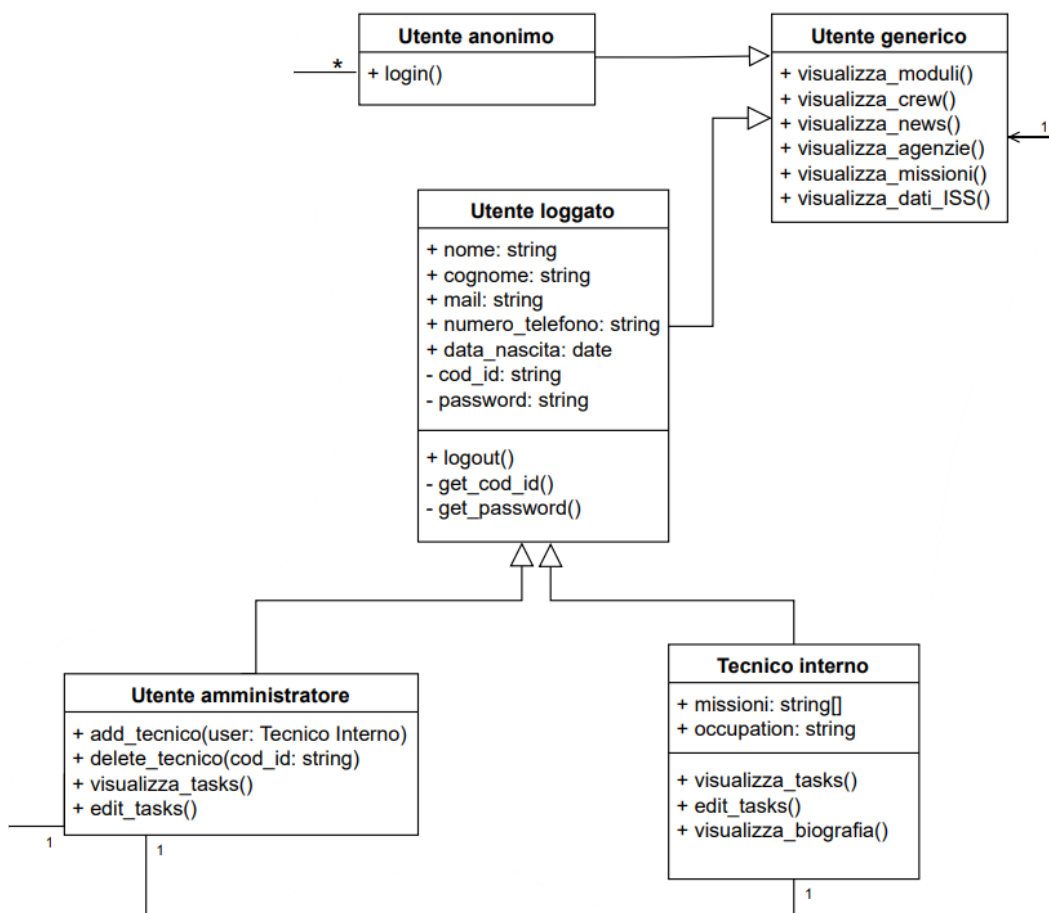 Utente anonimo
+ login()
*
Utente generico
+ visualizza_moduli()
+ visualizza_crew()
+ visualizza_news()
+ visualizza_agenzie()
+ visualizza_missioni()
+ visualizza_dati_ISS()
1
Utente loggato
+ nome: string
+ cognome: string
+ mail: string
+ numero_telefono: string
+ data_nascita: date
- cod_id: string
- password: string
+ logout()
- get_cod_id()
- get_password()
Utente amministratore
+ add_tecnico(user: Tecnico Interno)
+ delete_tecnico(cod_id: string)
+ visualizza_tasks()
+ edit_tasks()
1
1
Tecnico interno
+ missioni: string[]
+ occupation: string
+ visualizza_tasks()
+ edit_tasks()
+ visualizza_biografia()
1